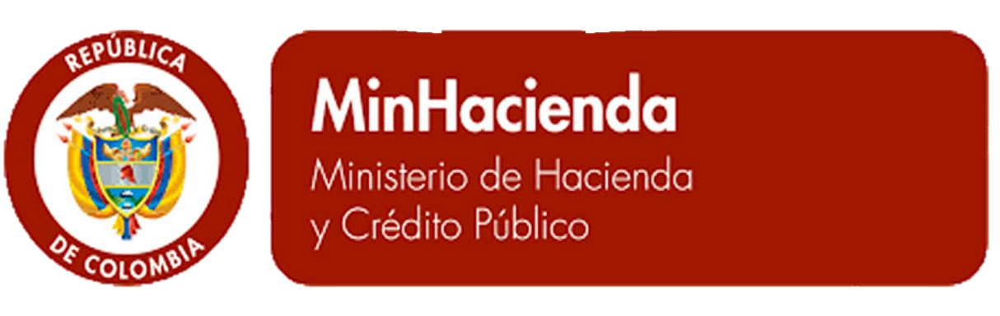 REPÚBLICA
DE COLOMBIA
MinHacienda
Ministerio de Hacienda
y Crédito Público